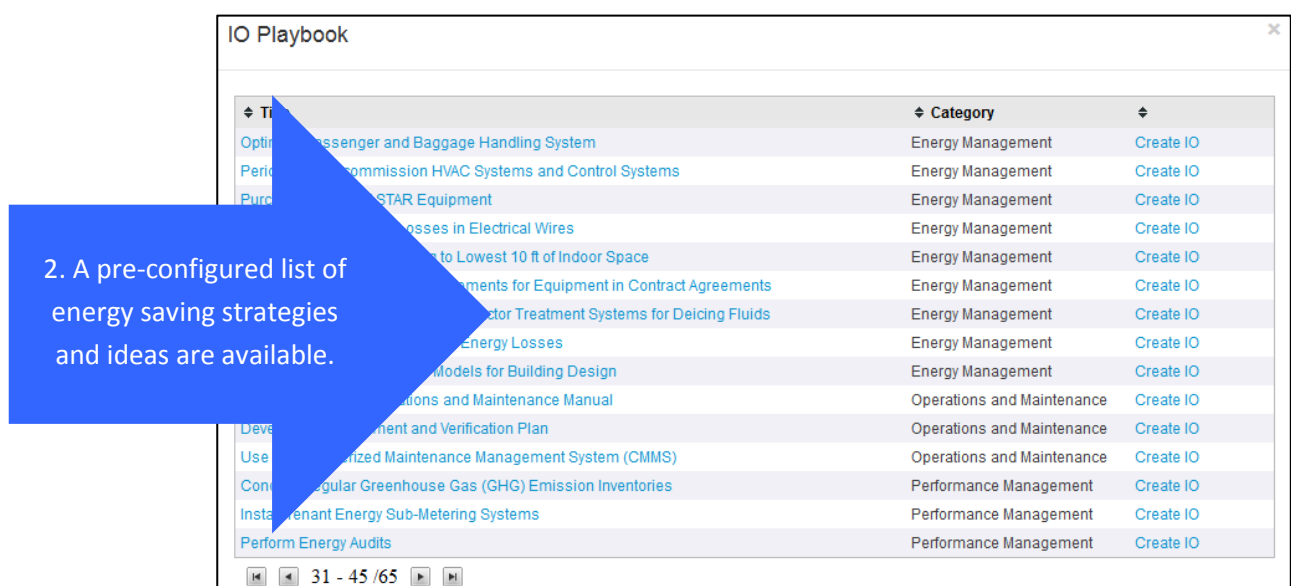 IO Playbook ×
Ti Category
Optim ssenger and Baggage Handling System Energy Management Create IO
Peric commission HVAC Systems and Control Systems Energy Management Create IO
Purc STAR Equipment Energy Management Create IO
osses in Electrical Wires Energy Management Create IO
to Lowest 10 ft of Indoor Space Energy Management Create IO
ments for Equipment in Contract Agreements Energy Management Create IO
ctor Treatment Systems for Deicing Fluids Energy Management Create IO
Energy Losses Energy Management Create IO
Models for Building Design Energy Management Create IO
tions and Maintenance Manual Operations and Maintenance Create IO
Deve ment and Verification Plan Operations and Maintenance Create IO
Use rized Maintenance Management System (CMMS) Operations and Maintenance Create IO
Con egular Greenhouse Gas (GHG) Emission Inventories Performance Management Create IO
Insta Tenant Energy Sub-Metering Systems Performance Management Create IO
Perform Energy Audits Performance Management Create IO
31 - 45 /65
2. A pre-configured list of
energy saving strategies
and ideas are available.